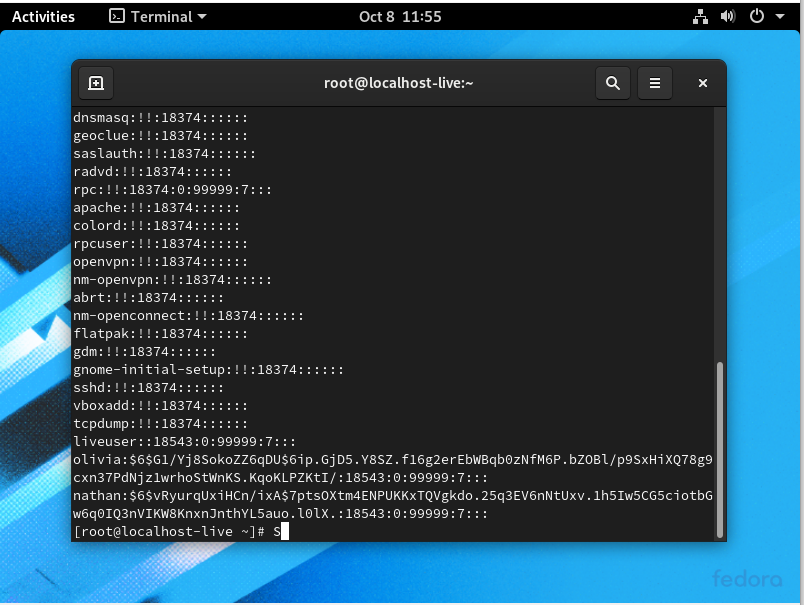 Activities Terminal Oct 8 11:55
root@localhost-live:~
dnsmasq:!!:18374::::::
geoclue:!!:18374::::::
saslauth:!!:18374::::::
radvd:!!:18374::::::
rpc:!!:18374:0:99999:7:::
apache:!!:18374::::::
colord:!!:18374::::::
rpcuser:!!:18374::::::
openvpn:!!:18374::::::
nm-openvpn:!!:18374::::::
abrt:!!:18374::::::
nm-openconnect:!!:18374::::::
flatpak:!!:18374::::::
gdm:!!:18374::::::
gnome-initial-setup:!!:18374::::::
sshd:!!:18374::::::
vboxadd:!!:18374::::::
tcpdump:!!:18374::::::
liveuser::18543:0:99999:7:::
olivia:$6$G1/Yj8SokoZZ6qDU$6ip.GjD5.Y8SZ.f16g2erEbWBqb0zNfM6P.bZOBl/p9SxHiXQ78g9
cxn37PdNjz1wrhoStWnKS.KqoKLPZKtI/:18543:0:99999:7:::
nathan:$6$vRyurqUxiHCn/ixA$7ptsOXtm4ENPUKKxTQVgkdo.25q3EV6nNtUxv.1h5Iw5CG5ciotbG
w6q0IQ3nVIKW8KnxnJnthYL5auo.l0lX.:18543:0:99999:7:::
[root@localhost-live ~]# S
fedora